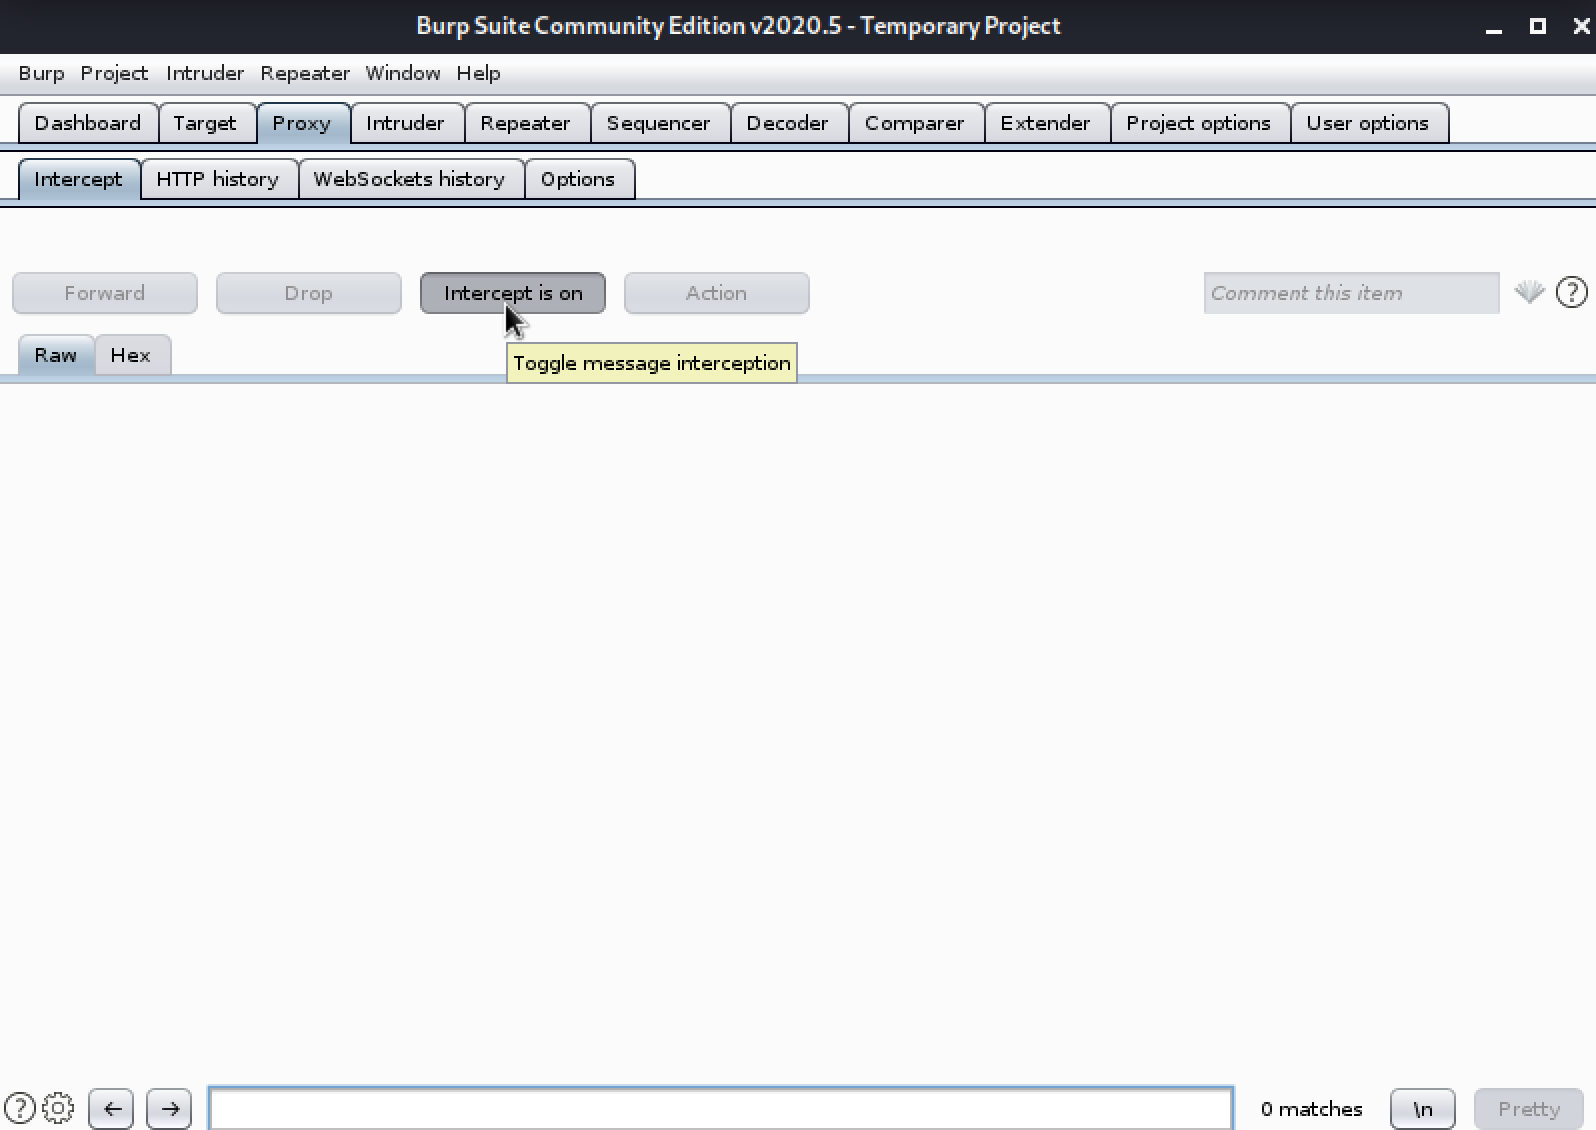 Burp Suite Community Edition v2020.5 - Temporary Project
Burp Project Intruder Repeater Window Help
Dashboard Target Proxy Intruder Repeater Sequencer Decoder Comparer Extender Project options User options
Intercept HTTP history WebSockets history Options
Forward Drop Intercept is on Action Comment this item ?
Raw Hex
Toggle message interception
? ← → 0 matches \n Pretty